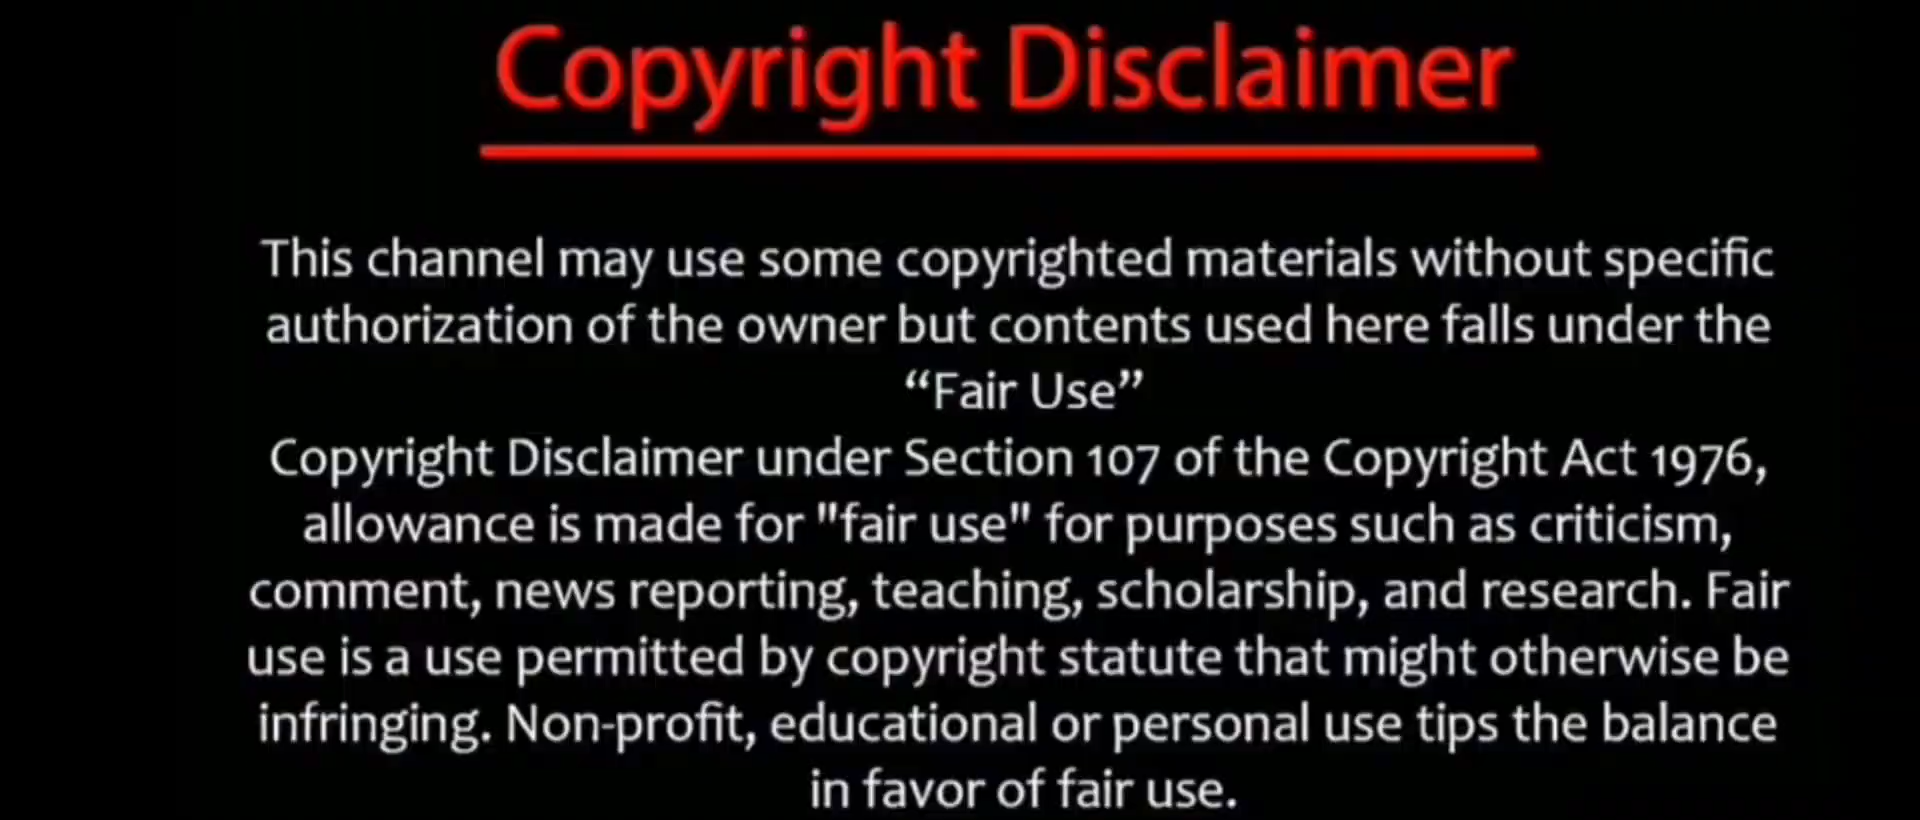 Copyright Disclaimer
This channel may use some copyrighted materials without specific
authorization of the owner but contents used here falls under the
“Fair Use”
Copyright Disclaimer under Section 107 of the Copyright Act 1976,
allowance is made for "fair use" for purposes such as criticism,
comment, news reporting, teaching, scholarship, and research. Fair
use is a use permitted by copyright statute that might otherwise be
infringing. Non-profit, educational or personal use tips the balance
in favor of fair use.